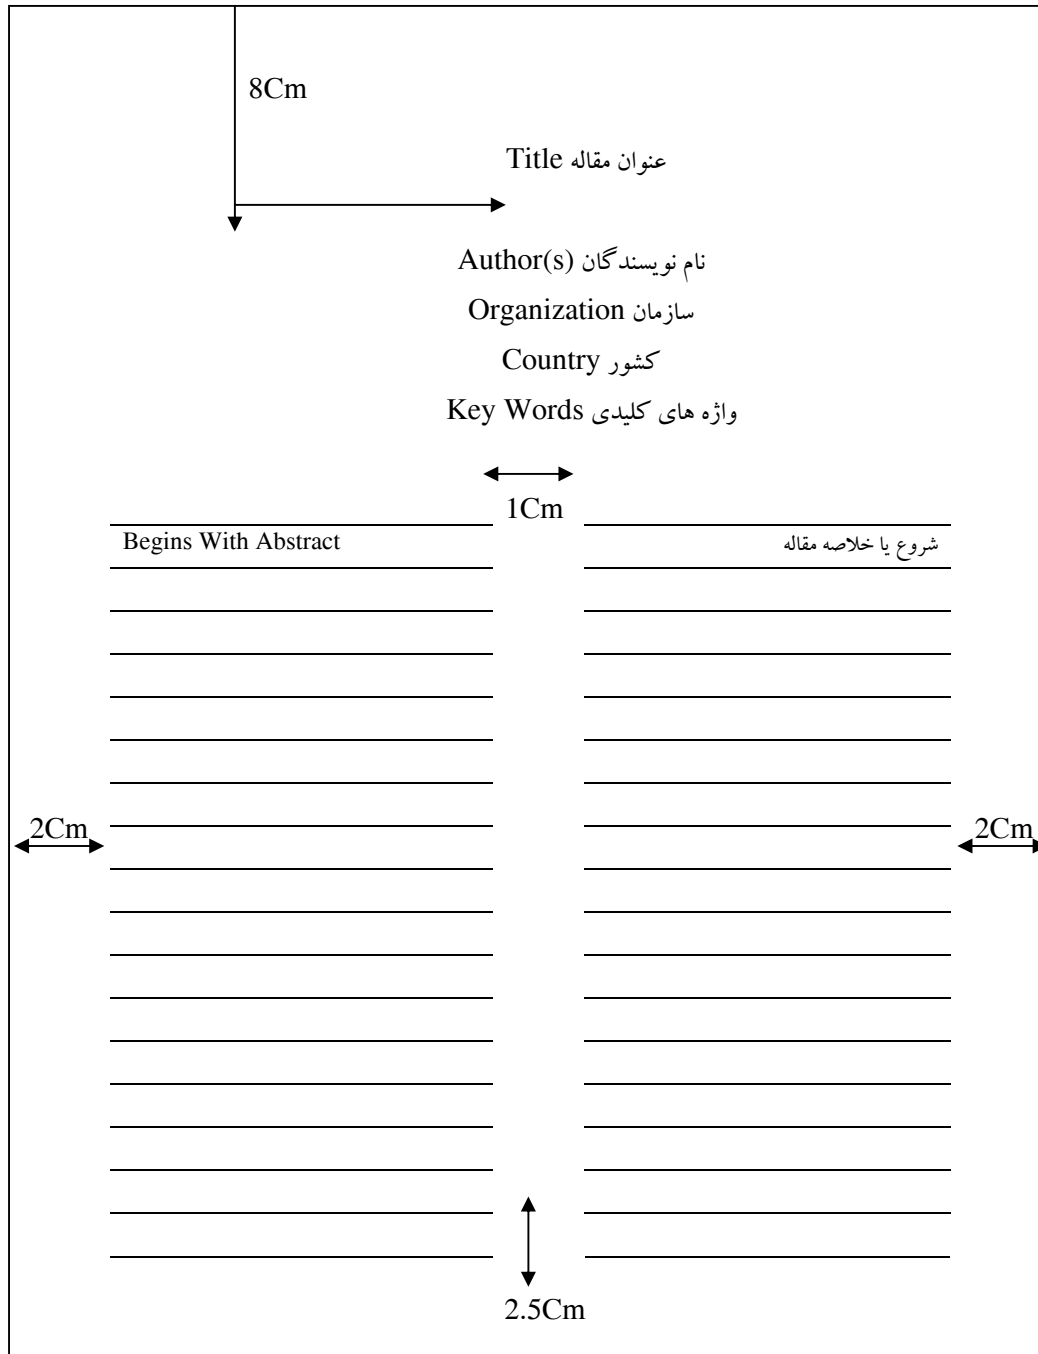 8Cm
عنوان مقاله Title
نام نویسندگان Author(s)
سازمان Organization
کشور Country
واژه های کلیدی Key Words
1Cm
Begins With Abstract
شروع یا خلاصه مقاله
2Cm
2Cm
2.5Cm